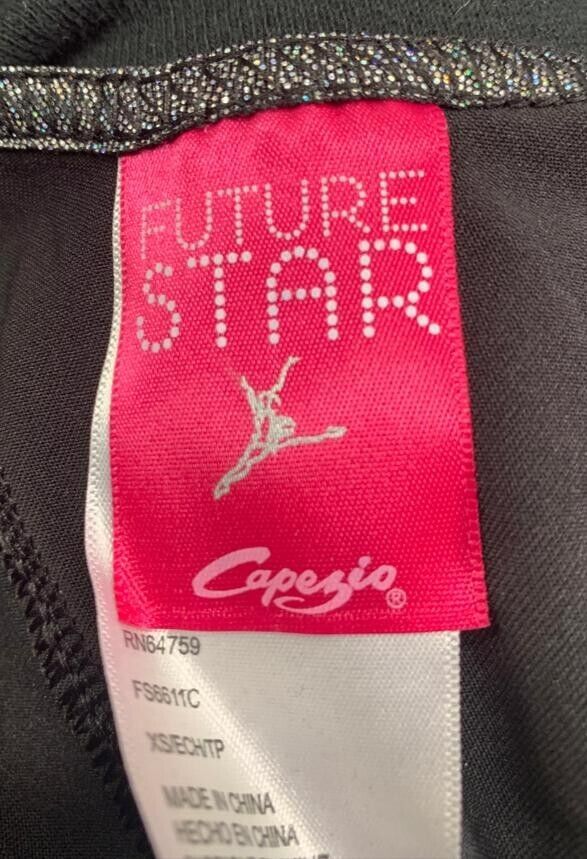 FUTURE
STAR
Capezio®
RN64759
FS6611C
XS/ECH/TP
MADE IN CHINA
HECHO EN CHINA